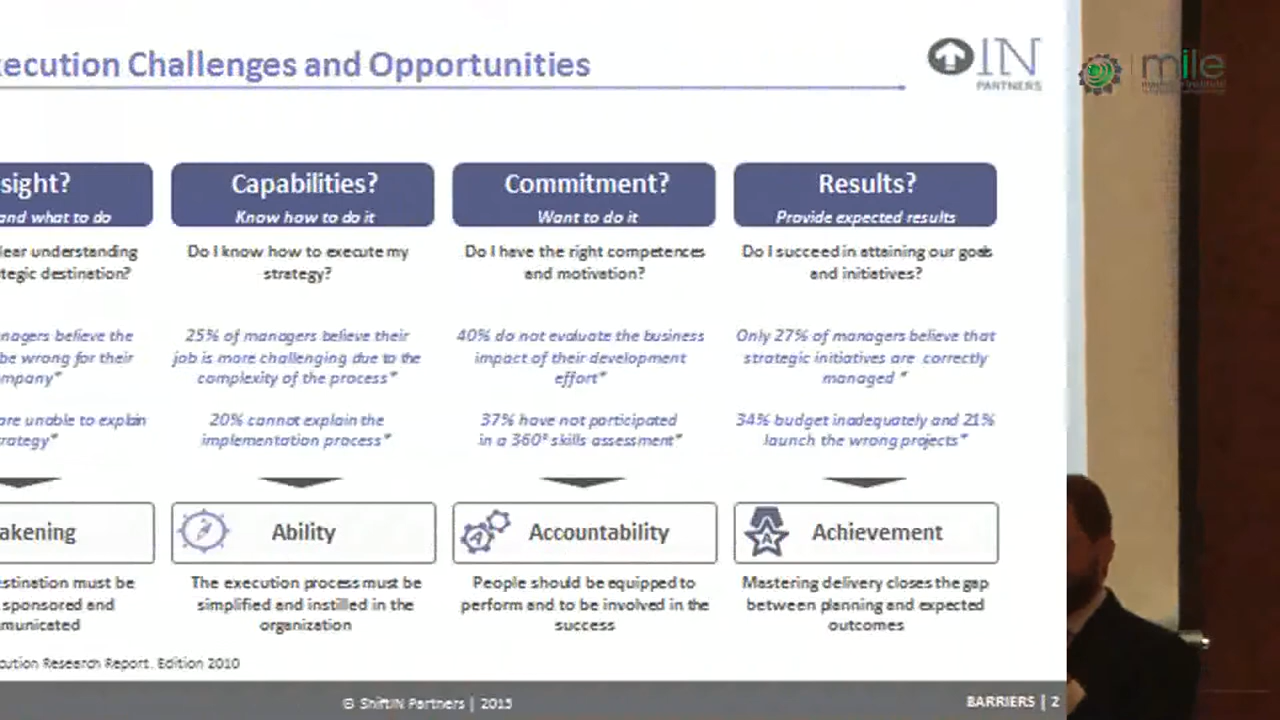 ecution Challenges and Opportunities
IN
PARTNERS
mile
sight?
and what to do
lear understanding
tegic destination?
nagers believe the
be wrong for their
mpany*
are unable to explain
rategy*
akening
estination must be
sponsored and
municated
Capabilities?
Know how to do it
Do I know how to execute my
strategy?
25% of managers believe their
job is more challenging due to the
complexity of the process*
20% cannot explain the
implementation process*
Ability
The execution process must be
simplified and instilled in the
organization
Commitment?
Want to do it
Do I have the right competences
and motivation?
40% do not evaluate the business
impact of their development
effort*
37% have not participated
in a 360º skills assessment*
A
Accountability
People should be equipped to
perform and to be involved in the
success
Results?
Provide expected results
Do I succeed in attaining our goals
and initiatives?
Only 27% of managers believe that
strategic initiatives are correctly
managed *
34% budget inadequately and 21%
launch the wrong projects*
A
Achievement
Mastering delivery closes the gap
between planning and expected
outcomes
cution Research Report. Edition 2010
© ShiftIN Partners | 2015
BARRIERS | 2